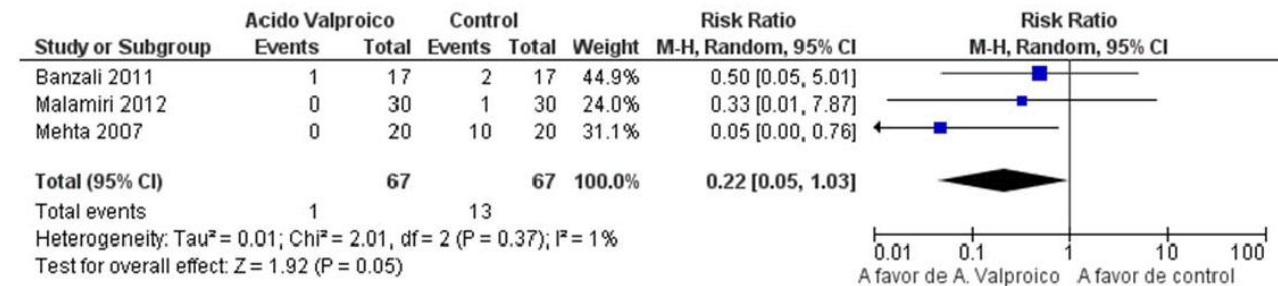 Acido Valproico Control Risk Ratio Risk Ratio
Study or Subgroup Events Total Events Total Weight M-H, Random, 95% CI M-H, Random, 95% CI
Banzali 2011 1 17 2 17 44.9% 0.50 [0.05, 5.01]
Malamiri 2012 0 30 1 30 24.0% 0.33 [0.01, 7.87]
Mehta 2007 0 20 10 20 31.1% 0.05 [0.00, 0.76]
Total (95% CI) 67 67 100.0% 0.22 [0.05, 1.03]
Total events 1 13
Heterogeneity: Tau² = 0.01; Chi² = 2.01, df = 2 (P = 0.37); I² = 1%
Test for overall effect: Z = 1.92 (P = 0.05)
0.01 0.1 1 10 100
A favor de A. Valproico A favor de control